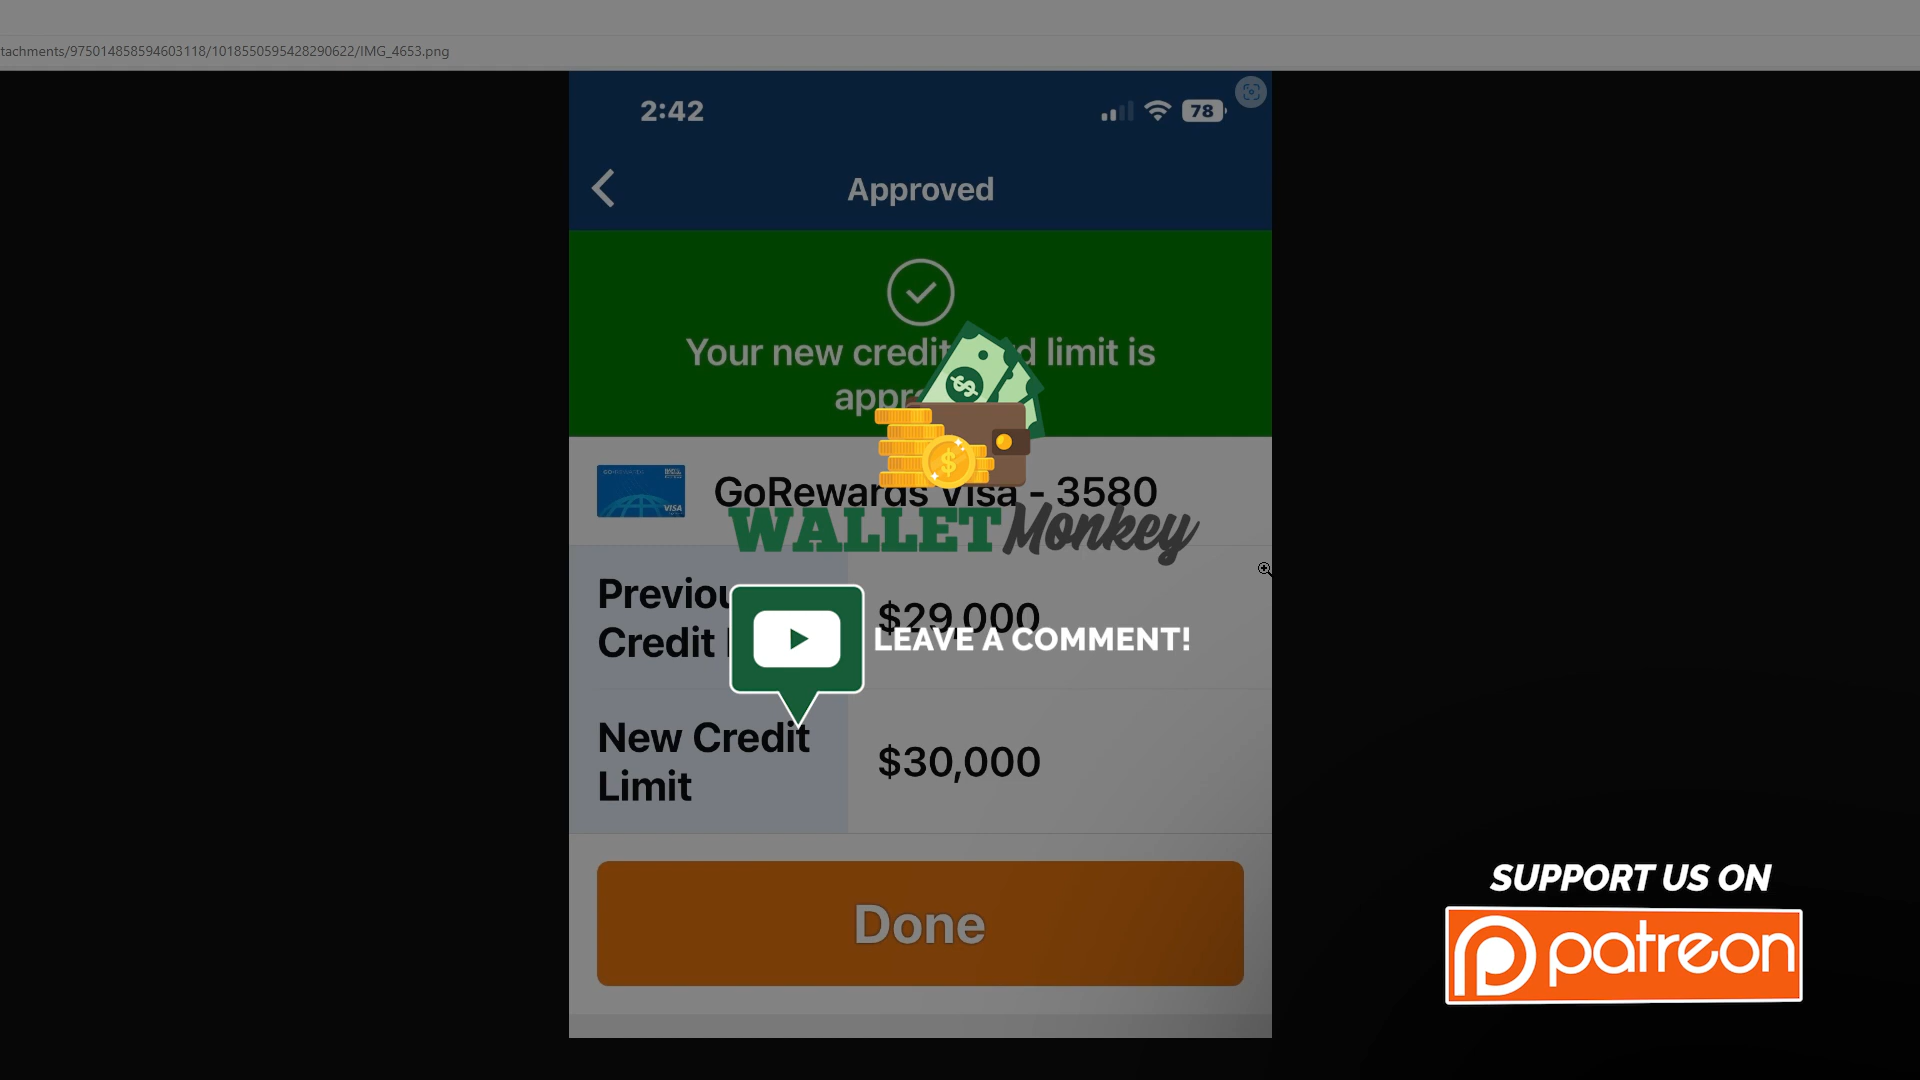 tachments/975014858594603118/1018550595428290622/IMG_4653.png
2:42
78
Approved
Your new credit limit is
GoRewards Visa - 3580
WALLET Monkey
$29,000
Credit
LEAVE A COMMENT!
New Credit
Limit
$30,000
Done
SUPPORT US ON
patreon
VISA